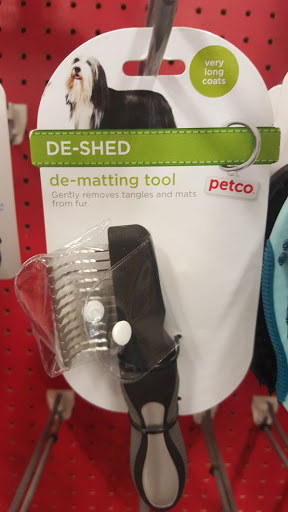 very
long
coats
DE-SHED
de-matting tool
Gently removes tangles and mats
from fur.
petco